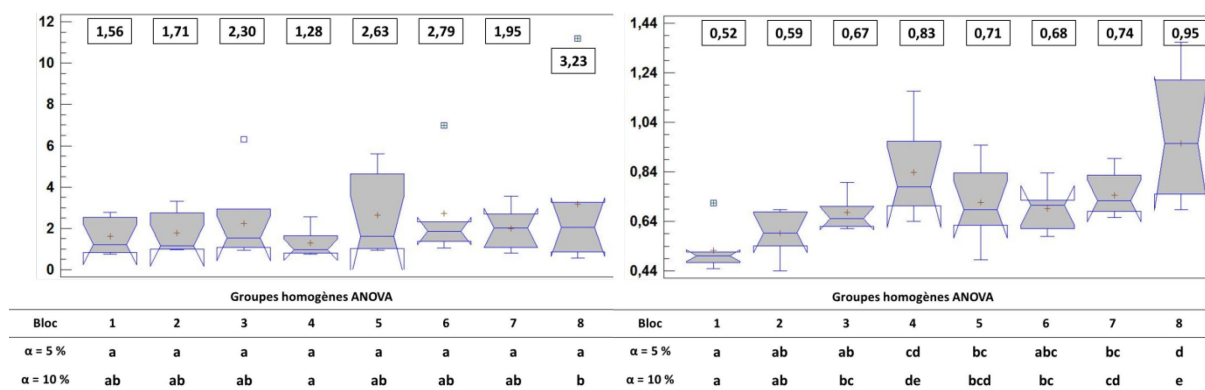 1,56 1,71 2,30 1,28 2,63 2,79 1,95
3,23
12
10
8
6
4
2
0
Groupes homogènes ANOVA
Bloc 1 2 3 4 5 6 7 8
α = 5 % a a a a a a a a
α = 10 % ab ab ab a ab ab ab b
0,52 0,59 0,67 0,83 0,71 0,68 0,74 0,95
1,44
1,24
1,04
0,84
0,64
0,44
Groupes homogènes ANOVA
Bloc 1 2 3 4 5 6 7 8
α = 5 % a ab ab cd bc abc bc d
α = 10 % a ab bc de bcd bc cd e